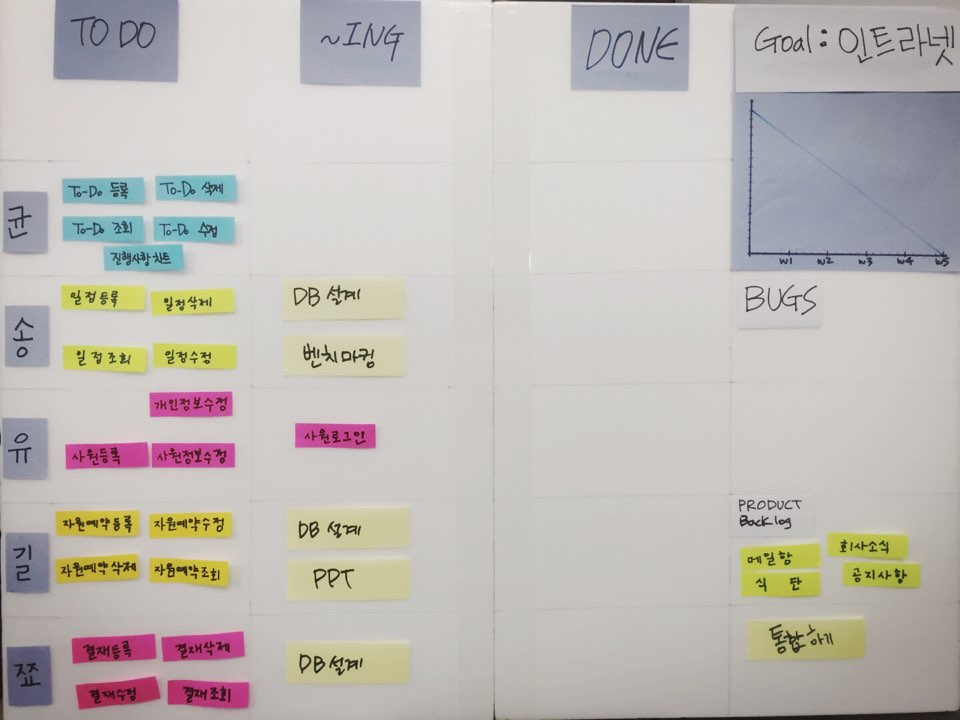 TO DO
~ING
DONE
Goal: 인트라넷
W1 W2 W3 W4 W5
균
To-Do 등록
To-Do 삭제
To-Do 조회
To-Do 수정
진행사항 차트
송
일정등록
일정삭제
일정조회
일정수정
DB 설계
벤치마킹
BUGS
유
개인정보수정
사원등록
사원정보수정
사원로그인
길
자원예약등록
자원예약수정
자원예약삭제
자원예약조회
DB 설계
PPT
PRODUCT
Backlog
메일함
회사소식
식 단
공지사항
통합하기
쬬
결재등록
결재삭제
결재수정
결재조회
DB 설계